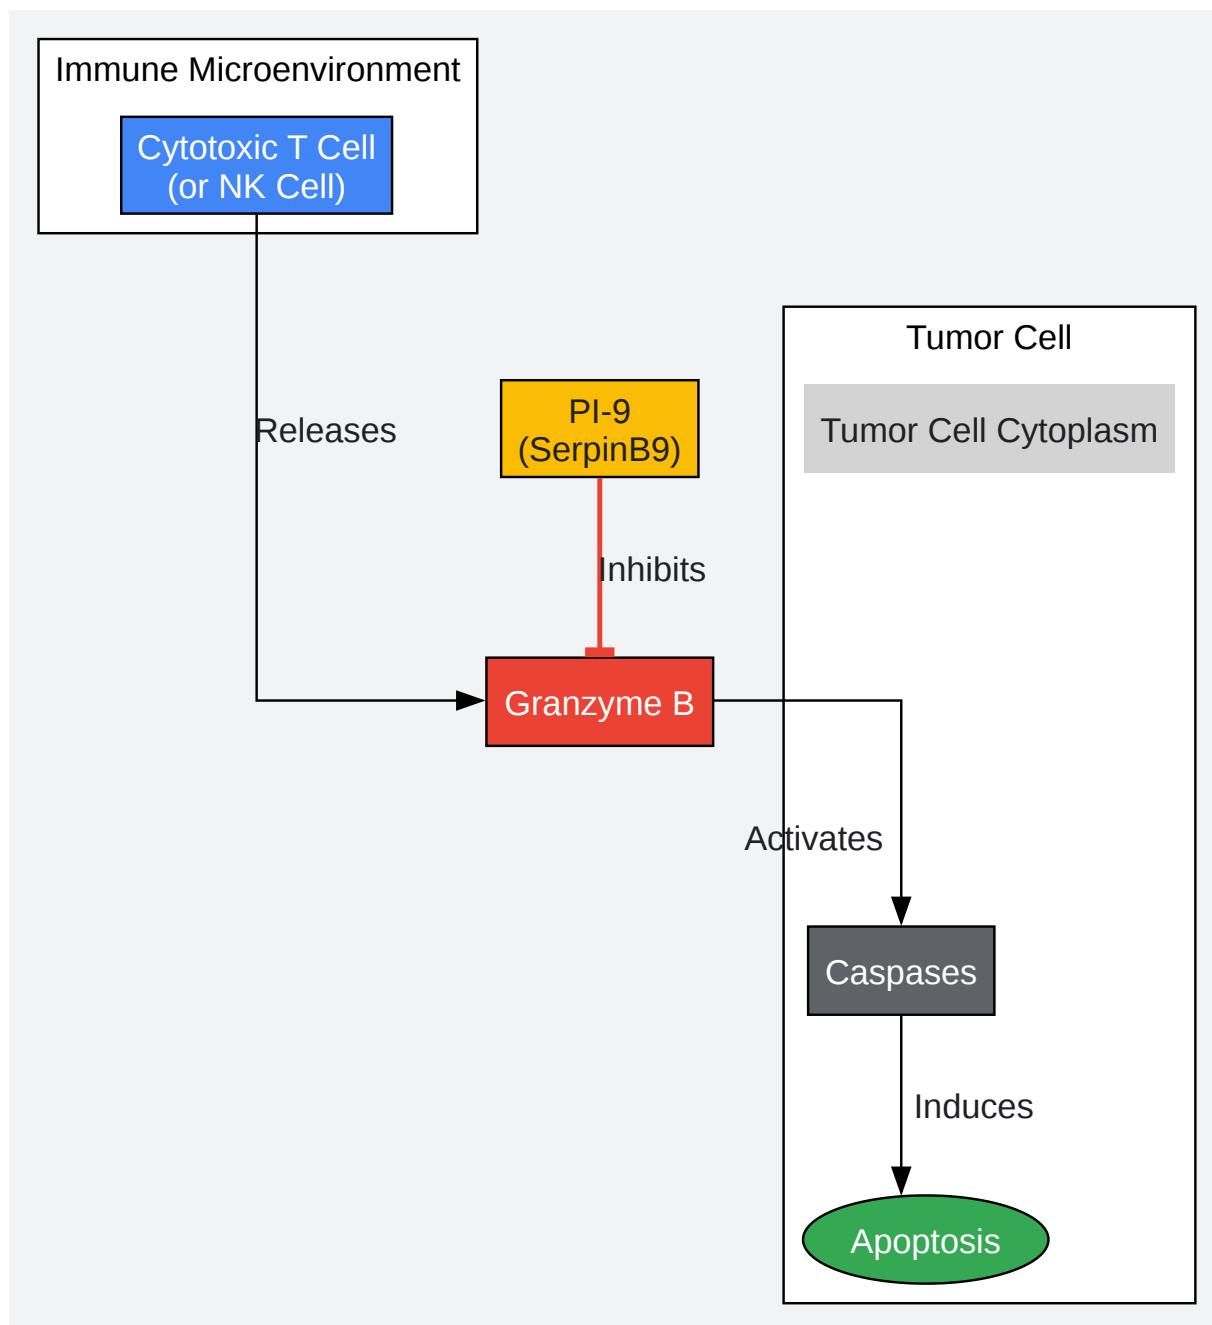 Immune Microenvironment
Cytotoxic T Cell
(or NK Cell)
Tumor Cell
Tumor Cell Cytoplasm
PI-9
(SerpinB9)
Releases
Inhibits
Granzyme B
Activates
Caspases
Induces
Apoptosis